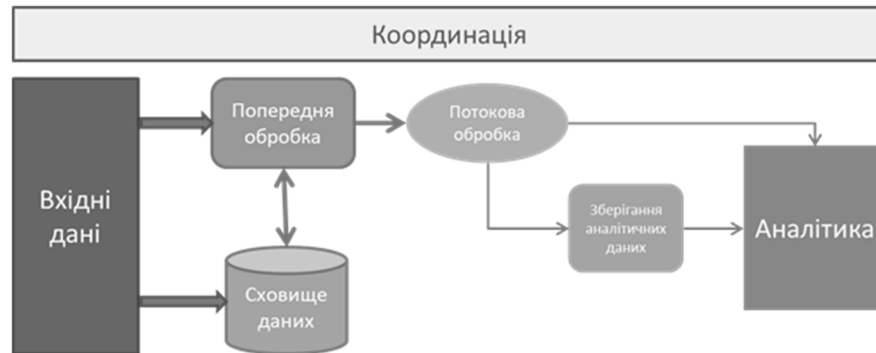 Координація
Вхідні
дані
Попередня
обробка
Потокова
обробка
Сховище
даних
Зберігання
аналітичних
даних
Аналітика